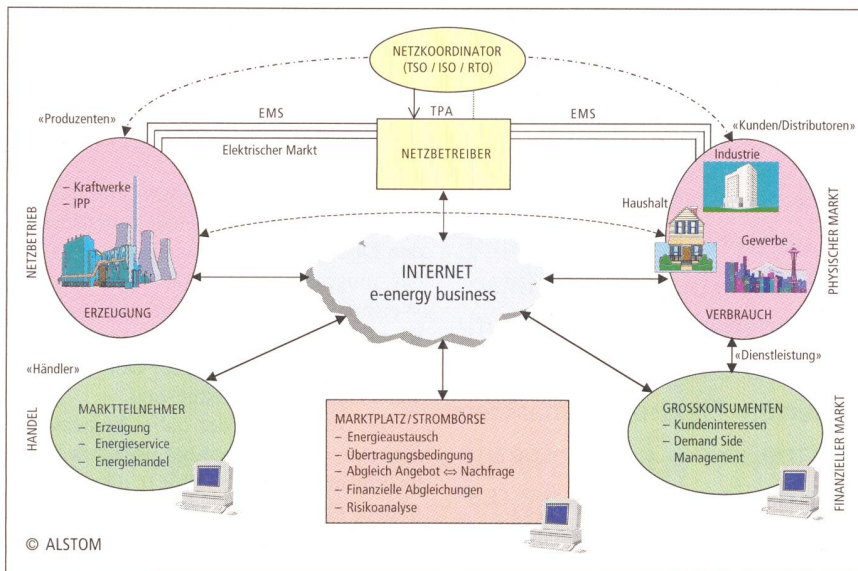 NETZKOORDINATOR
(TSO / ISO / RTO)
«Produzenten»
EMS
TPA
EMS
«Kunden/Distributoren»
Elektrischer Markt
NETZBETREIBER
Industrie
– Kraftwerke
– IPP
Haushalt
Gewerbe
NETZBETRIEB
PHYSISCHER MARKT
INTERNET
e-energy business
ERZEUGUNG
VERBRAUCH
«Händler»
«Dienstleistung»
HANDEL
MARKTTEILNEHMER
– Erzeugung
– Energieservice
– Energiehandel
MARKTPLATZ/STROMBÖRSE
– Energieaustausch
– Übertragungsbedingung
– Abgleich Angebot ⇔ Nachfrage
– Finanzielle Abgleichungen
– Risikoanalyse
GROSSKONSUMENTEN
– Kundeninteressen
– Demand Side
Management
FINANZIELLER MARKT
© ALSTOM